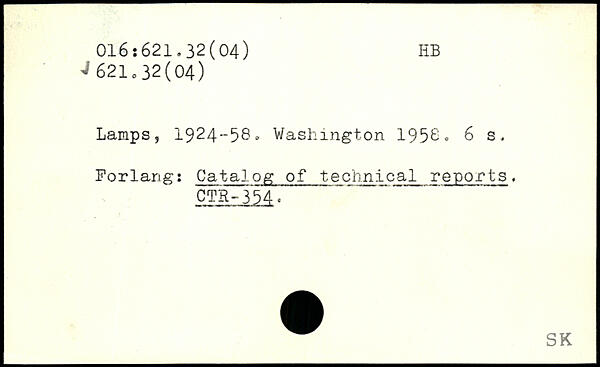 016:621.32(04) HB
621.32(04)
Lamps, 1924-58. Washington 1958. 6 s.
Forlang: Catalog of technical reports.
CTR-354.
SK